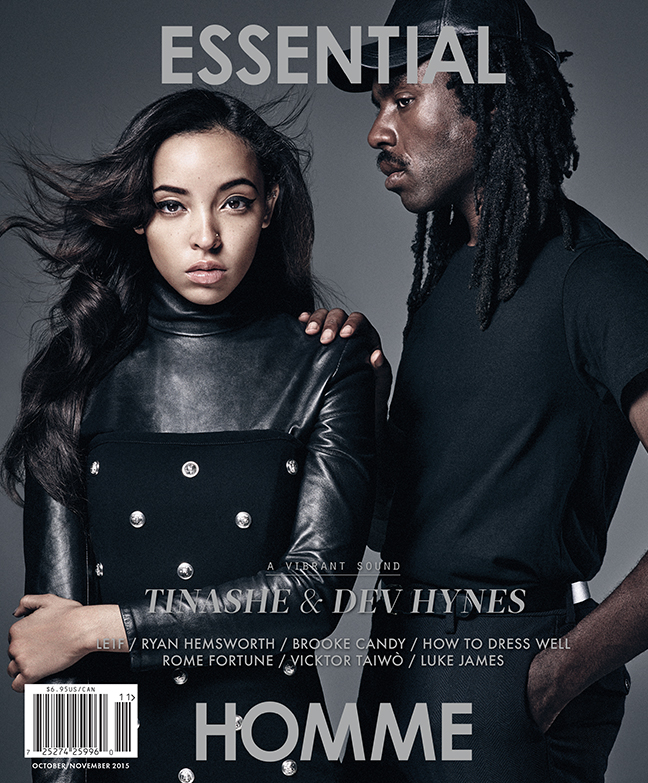 ESSENTIAL
A VIBRANT SOUND
TINASHE & DEV HYNES
LEIF / RYAN HEMSWORTH / BROOKE CANDY / HOW TO DRESS WELL
ROME FORTUNE / VICKTOR TAIWÒ / LUKE JAMES
HOMME
$6.95US/CAN
11>
7 25274 25996 0
OCTOBER/NOVEMBER 2015